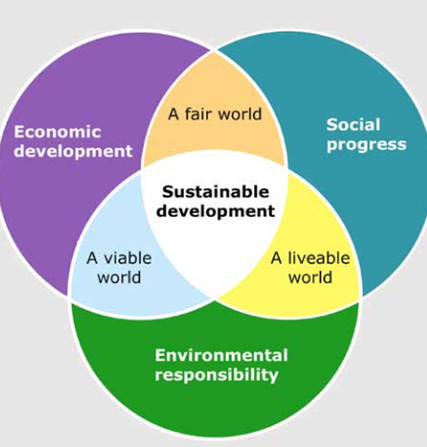 A fair world
Economic
development
Social
progress
Sustainable
development
A viable
world
A liveable
world
Environmental
responsibility